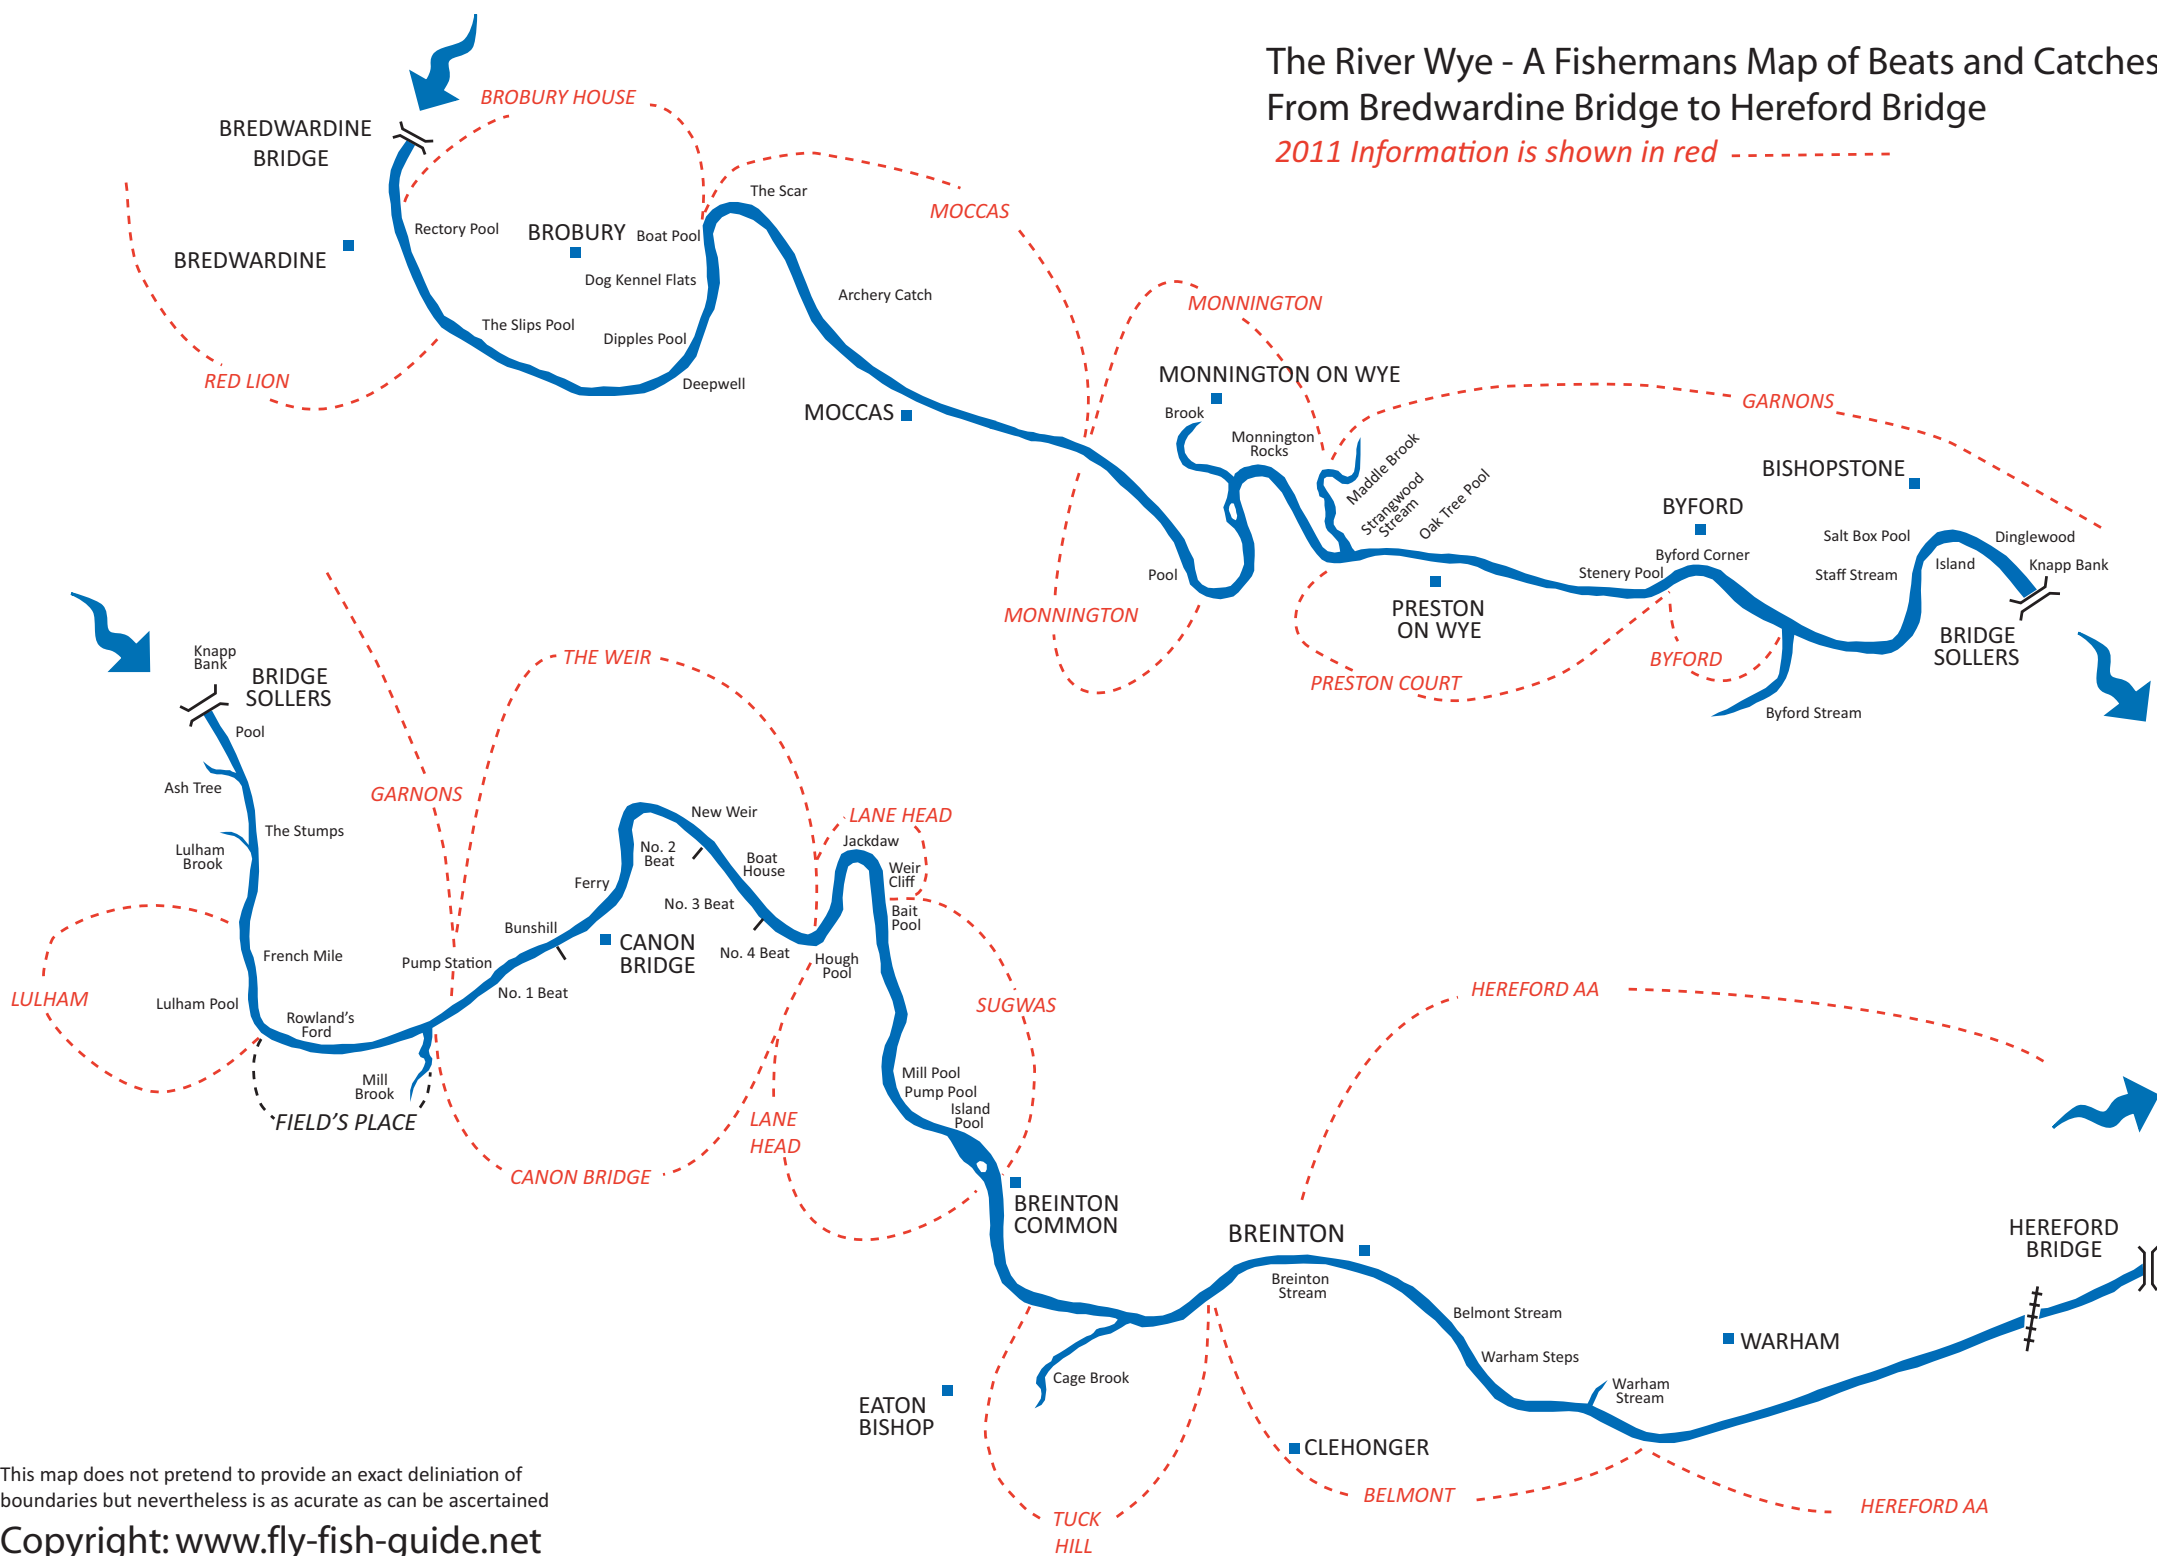 The River Wye - A Fishermans Map of Beats and Catches
From Bredwardine Bridge to Hereford Bridge
2011 Information is shown in red
BROBURY HOUSE
BREDWARDINE
BRIDGE
The Scar
MOCCAS
Rectory Pool
BROBURY
Boat Pool
BREDWARDINE
Dog Kennel Flats
Archery Catch
MONNINGTON
The Slips Pool
Dipples Pool
RED LION
Deepwell
MONNINGTON ON WYE
GARNONS
MOCCAS
Brook
Monnington
Rocks
Maddle Brook
Strangwood
Stream
Oak Tree Pool
BISHOPSTONE
BYFORD
Salt Box Pool
Dinglewood
Byford Corner
Island
Knapp Bank
Pool
Stenery Pool
Staff Stream
MONNINGTON
PRESTON
ON WYE
BRIDGE
SOLLERS
BYFORD
PRESTON COURT
Byford Stream
Knapp
Bank
BRIDGE
SOLLERS
THE WEIR
Pool
Ash Tree
GARNONS
The Stumps
New Weir
LANE HEAD
Jackdaw
Lulham
Brook
No. 2
Beat
Boat
House
Weir
Cliff
Ferry
No. 3 Beat
Bait
Pool
Bunshill
CANON
BRIDGE
No. 4 Beat
Hough
Pool
French Mile
Pump Station
No. 1 Beat
LULHAM
Lulham Pool
Rowland's
Ford
SUGWAS
HEREFORD AA
Mill
Brook
Mill Pool
Pump Pool
Island
Pool
FIELD'S PLACE
LANE
HEAD
CANON BRIDGE
BREINTON
COMMON
BREINTON
HEREFORD
BRIDGE
Breinton
Stream
Belmont Stream
WARHAM
Warham Steps
Cage Brook
Warham
Stream
EATON
BISHOP
CLEHONGER
BELMONT
HEREFORD AA
TUCK
HILL
This map does not pretend to provide an exact deliniation of
boundaries but nevertheless is as acurate as can be ascertained
Copyright: www.fly-fish-guide.net